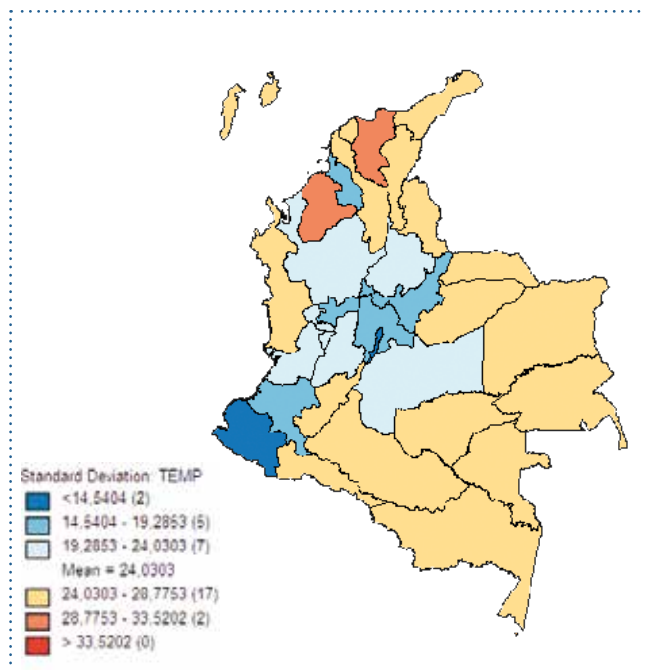 Standard Deviation: TEMP
<14,5404 (2)
14,5404 - 19,2853 (5)
19,2853 - 24,0303 (7)
Mean = 24,0303
24,0303 - 28,7753 (17)
28,7753 - 33,5202 (2)
> 33,5202 (0)